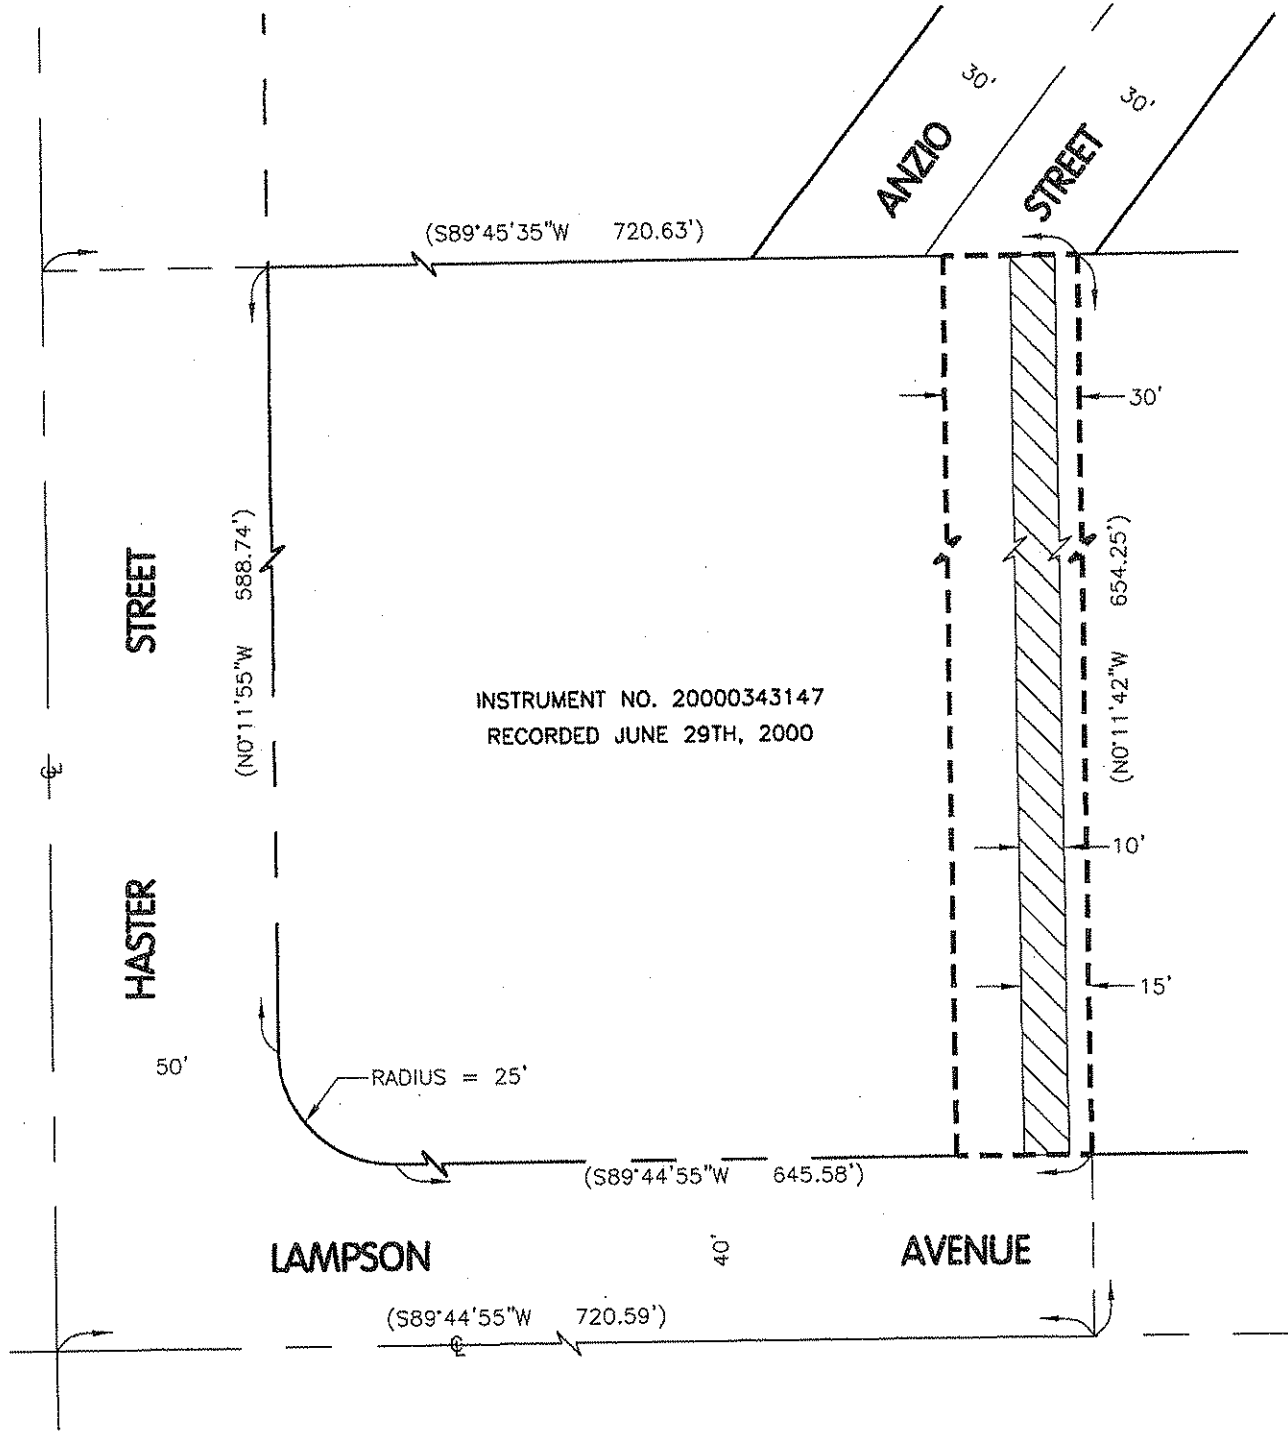 30'
30'
ANZIO
STREET
(S89°45'35"W 720.63')
30'
(N0°11'55"W 588.74')
654.25')
(N0°11'42"W
STREET
HASTER
INSTRUMENT NO. 20000343147
RECORDED JUNE 29TH, 2000
10'
15'
50'
RADIUS = 25'
(S89°44'55"W 645.58')
LAMPSON
40'
AVENUE
(S89°44'55"W 720.59')